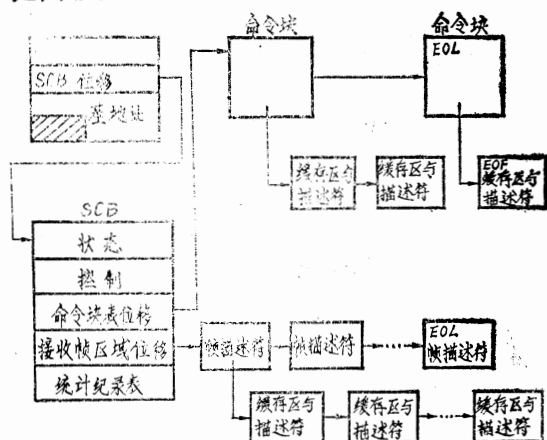 命令块
命令块
EOL
SCB 位移
基地址
缓存区与
描述符
缓存区与
描述符
EOF
缓存区与
描述符
SCB
状态
控制
命令块表位移
接收帧区域位移
统计纪录表
帧描述符
帧描述符
EOL
帧描述符
缓存区与
描述符
缓存区与
描述符
缓存区与
描述符